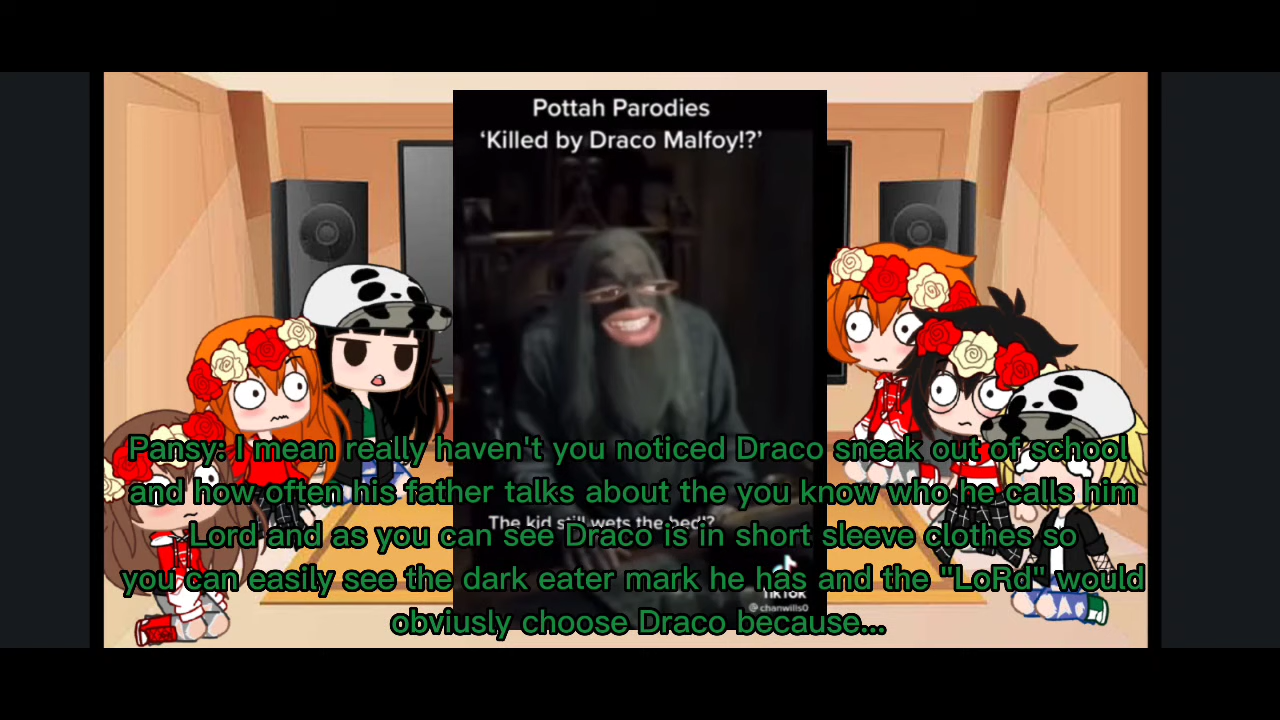 Pottah Parodies
‘Killed by Draco Malfoy!?’
Pansy: I mean really haven't you noticed Draco sneak out of school
and how often his father talks about the you know who he calls him
The kid still wets the bed!?
Lord and as you can see Draco is in short sleeve clothes so
you can easily see the dark eater mark he has and the "LoRd" would
TikTok
@chanwills0
obviusly choose Draco because...